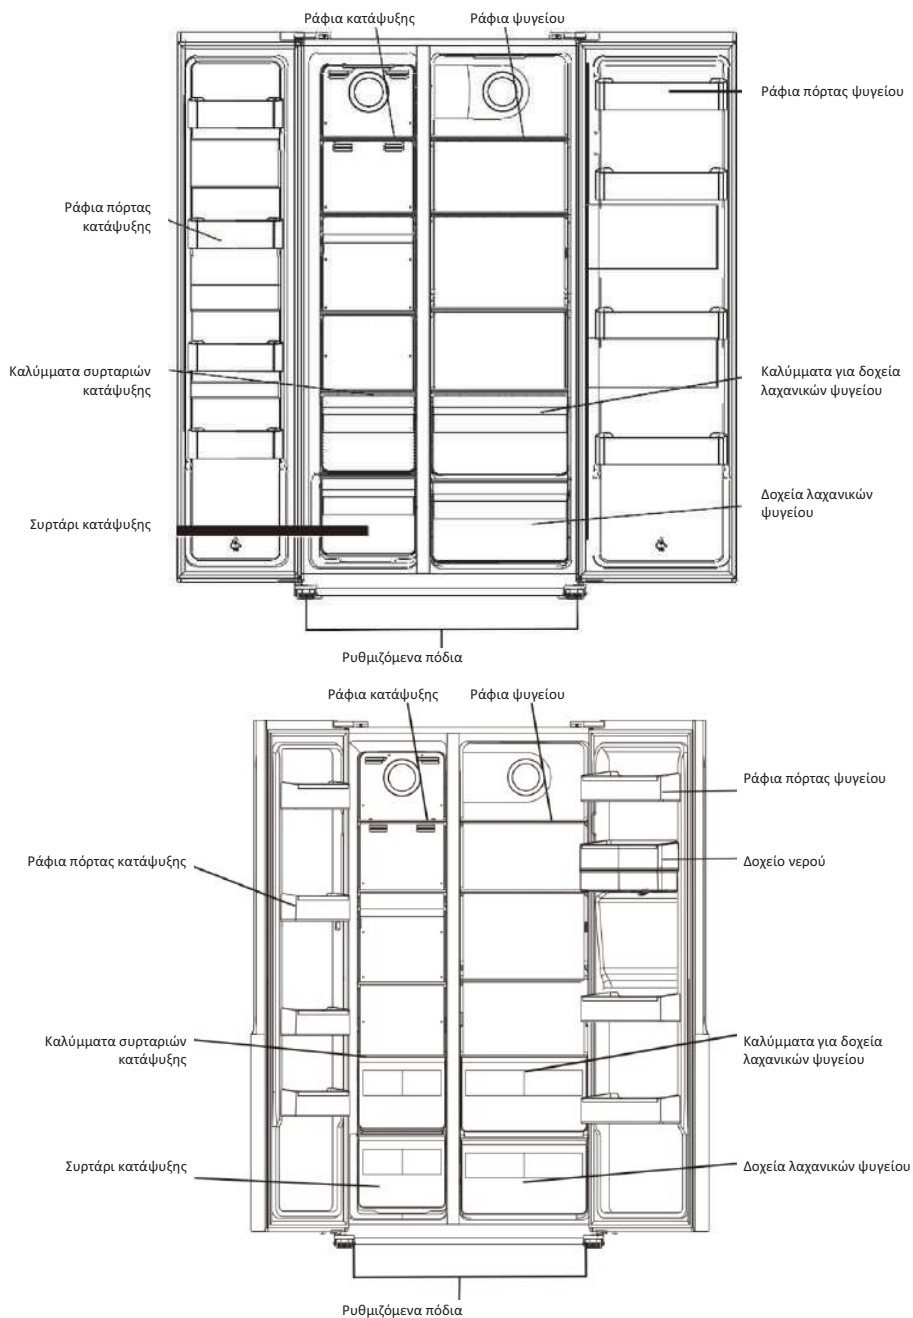 Ράφια κατάψυξης
Ράφια ψυγείου
Ράφια πόρτας ψυγείου
Ράφια πόρτας
κατάψυξης
Καλύμματα συρταριών
κατάψυξης
Καλύμματα για δοχεία
λαχανικών ψυγείου
Συρτάρι κατάψυξης
Δοχεία λαχανικών
ψυγείου
Ρυθμιζόμενα πόδια
Ράφια κατάψυξης
Ράφια ψυγείου
Ράφια πόρτας ψυγείου
Ράφια πόρτας κατάψυξης
Δοχείο νερού
Καλύμματα συρταριών
κατάψυξης
Καλύμματα για δοχεία
λαχανικών ψυγείου
Συρτάρι κατάψυξης
Δοχεία λαχανικών ψυγείου
Ρυθμιζόμενα πόδια